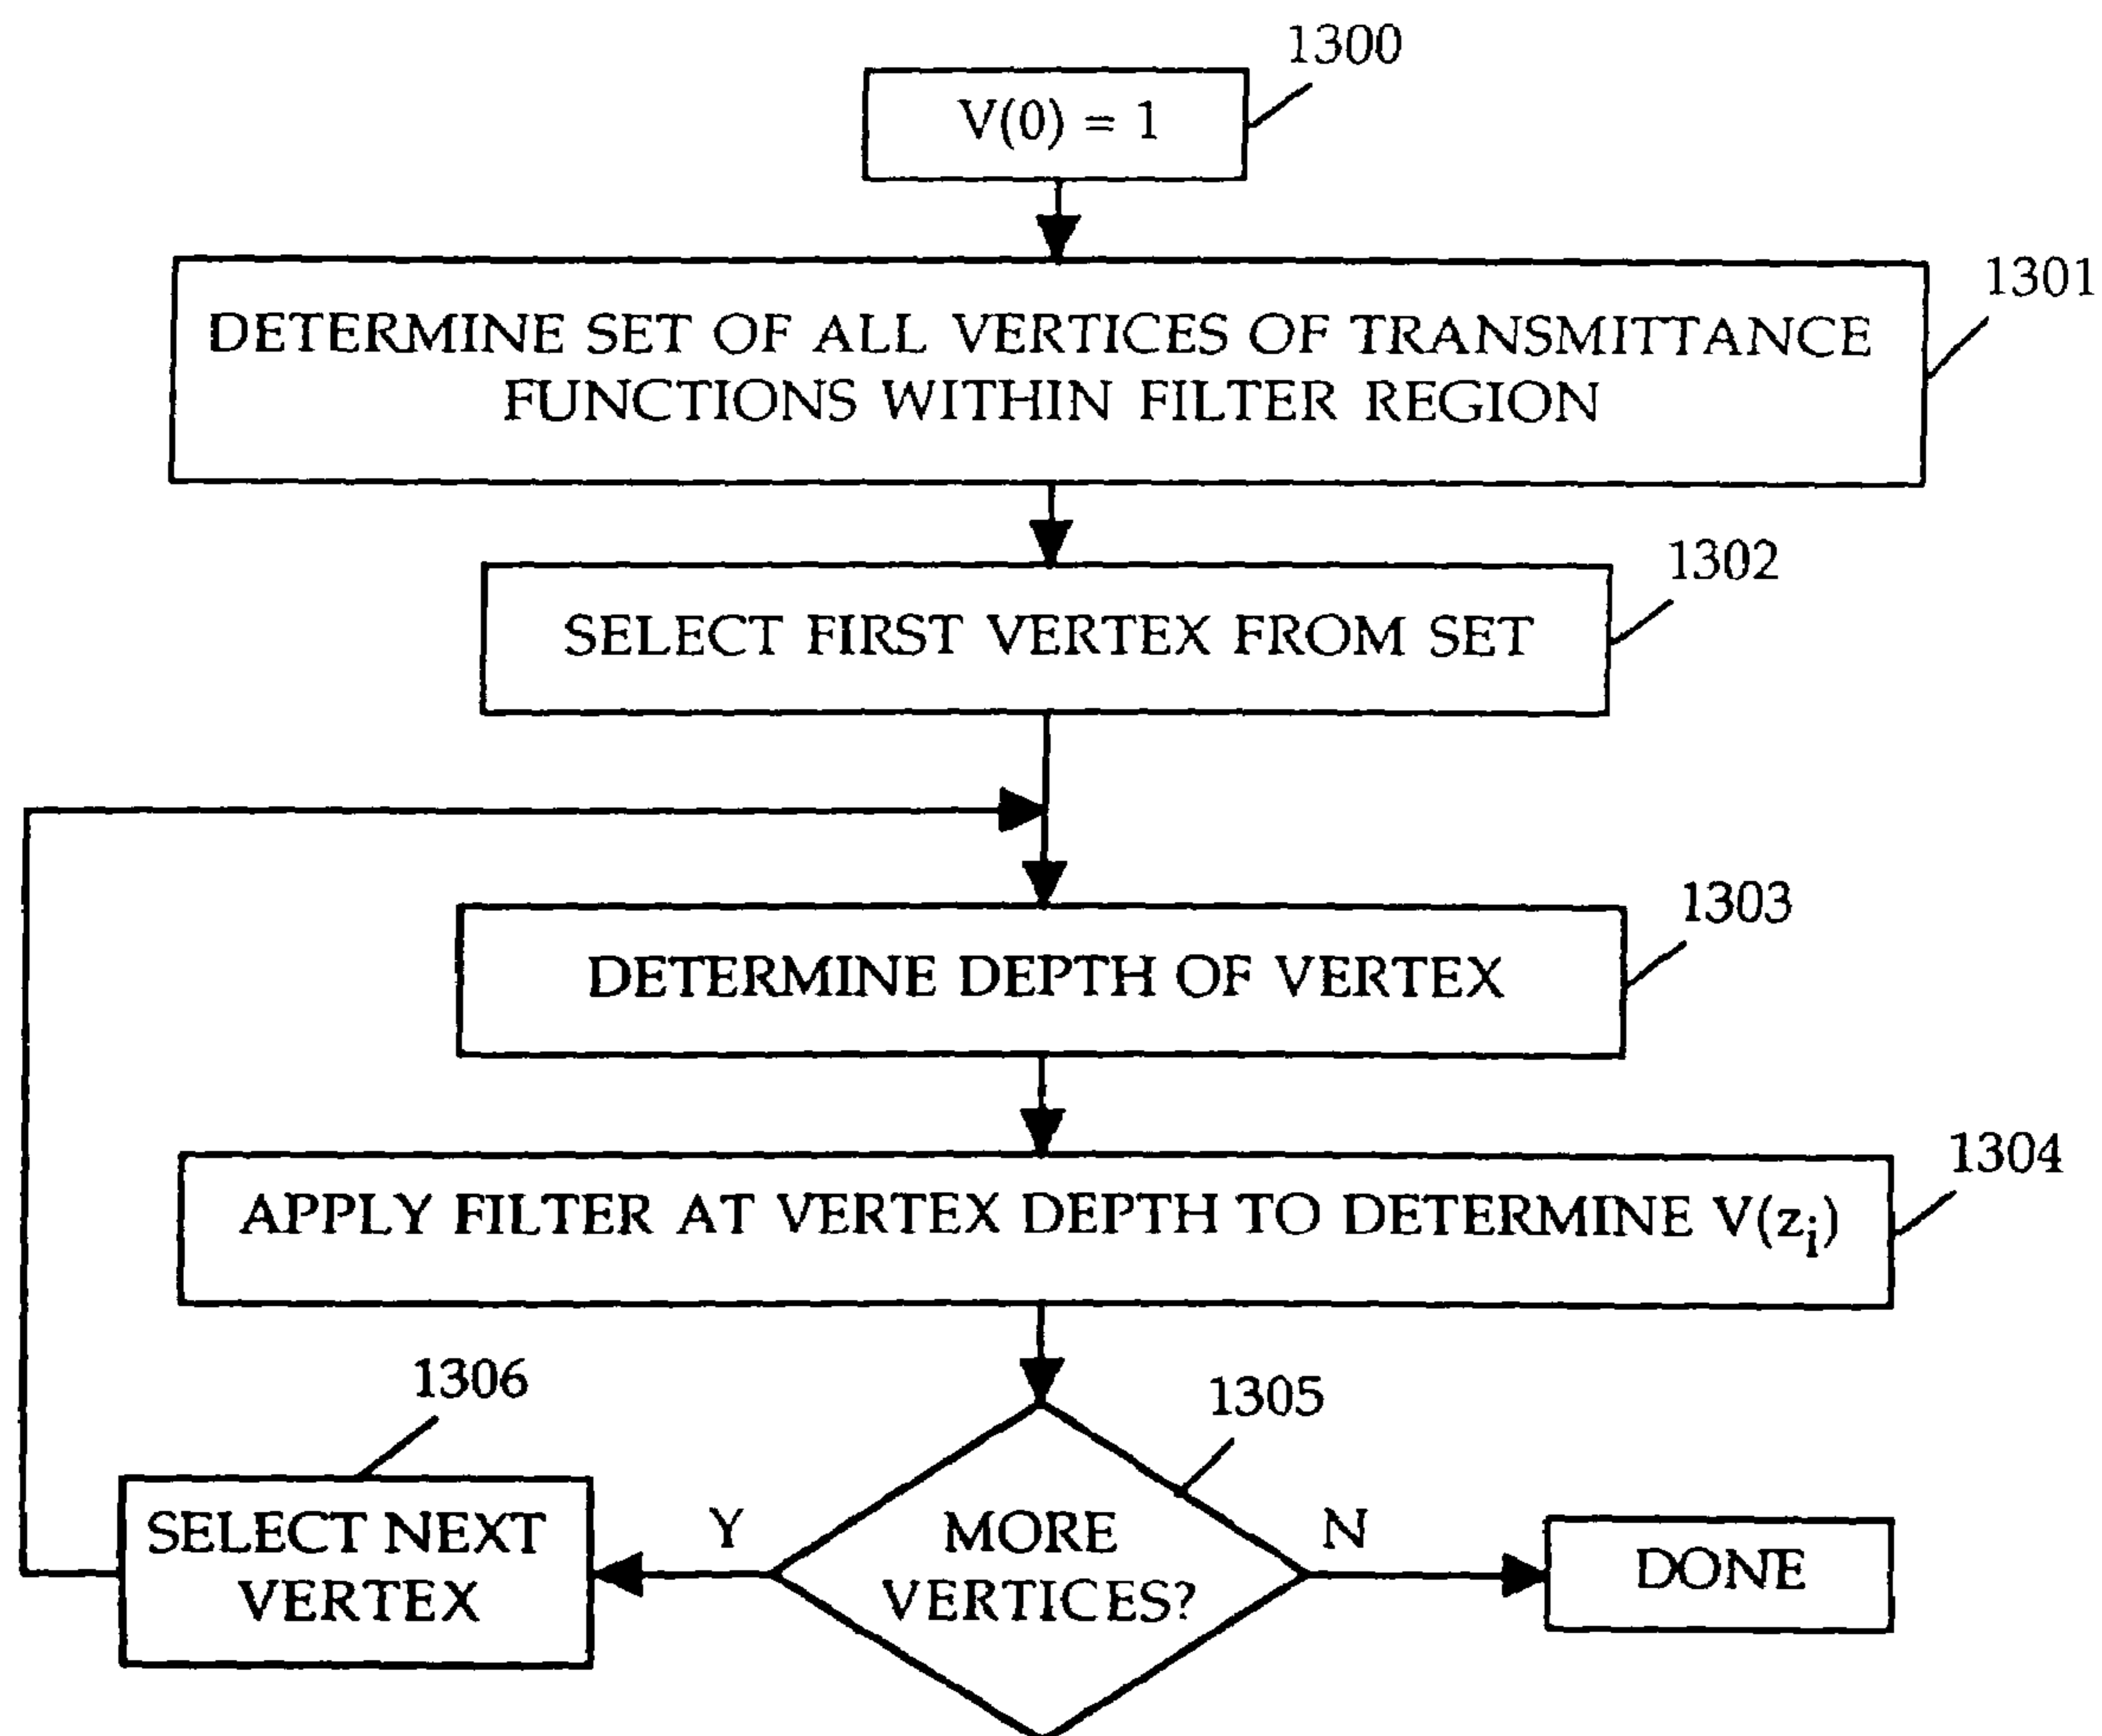 1300
V(0) = 1
1301
DETERMINE SET OF ALL VERTICES OF TRANSMITTANCE
FUNCTIONS WITHIN FILTER REGION
1302
SELECT FIRST VERTEX FROM SET
1303
DETERMINE DEPTH OF VERTEX
1304
APPLY FILTER AT VERTEX DEPTH TO DETERMINE V(zi)
1306
1305
SELECT NEXT
VERTEX
Y
MORE
VERTICES?
N
DONE